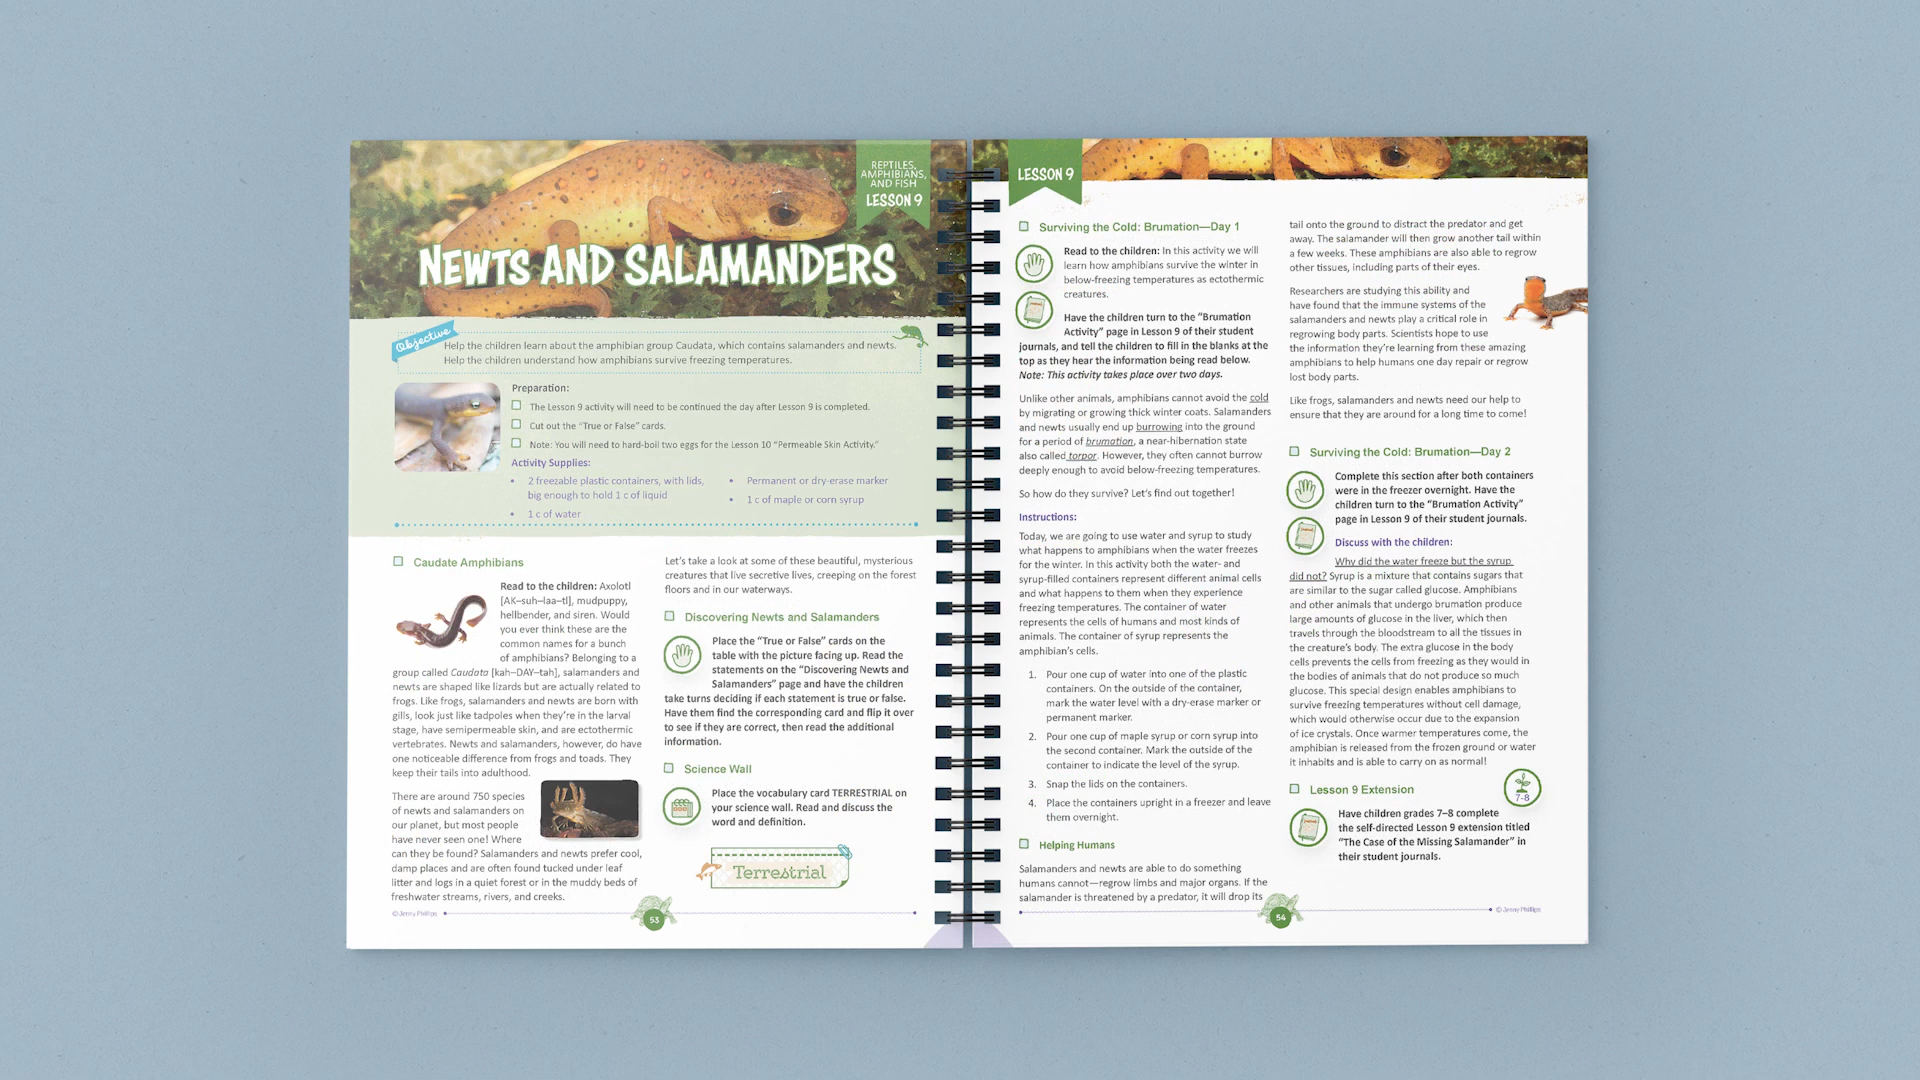 REPTILES,
AMPHIBIANS,
AND FISH
LESSON 9
NEWTS AND SALAMANDERS
Objective
Help the children learn about the amphibian group Caudata, which contains salamanders and newts.
Help the children understand how amphibians survive freezing temperatures.
Preparation:
The Lesson 9 activity will need to be continued the day after Lesson 9 is completed.
Cut out the “True or False” cards.
Note: You will need to hard-boil two eggs for the Lesson 10 “Permeable Skin Activity.”
Activity Supplies:
• 2 freezable plastic containers, with lids,
big enough to hold 1 c of liquid
• 1 c of water
• Permanent or dry-erase marker
• 1 c of maple or corn syrup
Caudate Amphibians
Read to the children: Axolotl
[AK–suh–laa–tl], mudpuppy,
hellbender, and siren. Would
you ever think these are the
common names for a bunch
of amphibians? Belonging to a
group called Caudata [kah–DAY–tah], salamanders and
newts are shaped like lizards but are actually related to
frogs. Like frogs, salamanders and newts are born with
gills, look just like tadpoles when they’re in the larval
stage, have semipermeable skin, and are ectothermic
vertebrates. Newts and salamanders, however, do have
one noticeable difference from frogs and toads. They
keep their tails into adulthood.
There are around 750 species
of newts and salamanders on
our planet, but most people
have never seen one! Where
can they be found? Salamanders and newts prefer cool,
damp places and are often found tucked under leaf
litter and logs in a quiet forest or in the muddy beds of
freshwater streams, rivers, and creeks.
Let’s take a look at some of these beautiful, mysterious
creatures that live secretive lives, creeping on the forest
floors and in our waterways.
Discovering Newts and Salamanders
Place the “True or False” cards on the
table with the picture facing up. Read the
statements on the “Discovering Newts and
Salamanders” page and have the children
take turns deciding if each statement is true or false.
Have them find the corresponding card and flip it over
to see if they are correct, then read the additional
information.
Science Wall
Place the vocabulary card TERRESTRIAL on
your science wall. Read and discuss the
word and definition.
Terrestrial
© Jenny Phillips
53
LESSON 9
Surviving the Cold: Brumation—Day 1
Read to the children: In this activity we will
learn how amphibians survive the winter in
below-freezing temperatures as ectothermic
creatures.
Have the children turn to the “Brumation
Activity” page in Lesson 9 of their student
journals, and tell the children to fill in the blanks at the
top as they hear the information being read below.
Note: This activity takes place over two days.
Unlike other animals, amphibians cannot avoid the cold
by migrating or growing thick winter coats. Salamanders
and newts usually end up burrowing into the ground
for a period of brumation, a near-hibernation state
also called torpor. However, they often cannot burrow
deeply enough to avoid below-freezing temperatures.
So how do they survive? Let’s find out together!
Instructions:
Today, we are going to use water and syrup to study
what happens to amphibians when the water freezes
for the winter. In this activity both the water- and
syrup-filled containers represent different animal cells
and what happens to them when they experience
freezing temperatures. The container of water
represents the cells of humans and most kinds of
animals. The container of syrup represents the
amphibian’s cells.
1. Pour one cup of water into one of the plastic
containers. On the outside of the container,
mark the water level with a dry-erase marker or
permanent marker.
2. Pour one cup of maple syrup or corn syrup into
the second container. Mark the outside of the
container to indicate the level of the syrup.
3. Snap the lids on the containers.
4. Place the containers upright in a freezer and leave
them overnight.
Helping Humans
Salamanders and newts are able to do something
humans cannot—regrow limbs and major organs. If the
salamander is threatened by a predator, it will drop its
tail onto the ground to distract the predator and get
away. The salamander will then grow another tail within
a few weeks. These amphibians are also able to regrow
other tissues, including parts of their eyes.
Researchers are studying this ability and
have found that the immune systems of the
salamanders and newts play a critical role in
regrowing body parts. Scientists hope to use
the information they’re learning from these amazing
amphibians to help humans one day repair or regrow
lost body parts.
Like frogs, salamanders and newts need our help to
ensure that they are around for a long time to come!
Surviving the Cold: Brumation—Day 2
Complete this section after both containers
were in the freezer overnight. Have the
children turn to the “Brumation Activity”
page in Lesson 9 of their student journals.
Discuss with the children:
Why did the water freeze but the syrup
did not? Syrup is a mixture that contains sugars that
are similar to the sugar called glucose. Amphibians
and other animals that undergo brumation produce
large amounts of glucose in the liver, which then
travels through the bloodstream to all the tissues in
the creature’s body. The extra glucose in the body
cells prevents the cells from freezing as they would in
the bodies of animals that do not produce so much
glucose. This special design enables amphibians to
survive freezing temperatures without cell damage,
which would otherwise occur due to the expansion
of ice crystals. Once warmer temperatures come, the
amphibian is released from the frozen ground or water
it inhabits and is able to carry on as normal!
Lesson 9 Extension
7-8
Have children grades 7–8 complete
the self-directed Lesson 9 extension titled
“The Case of the Missing Salamander” in
their student journals.
54
© Jenny Phillips